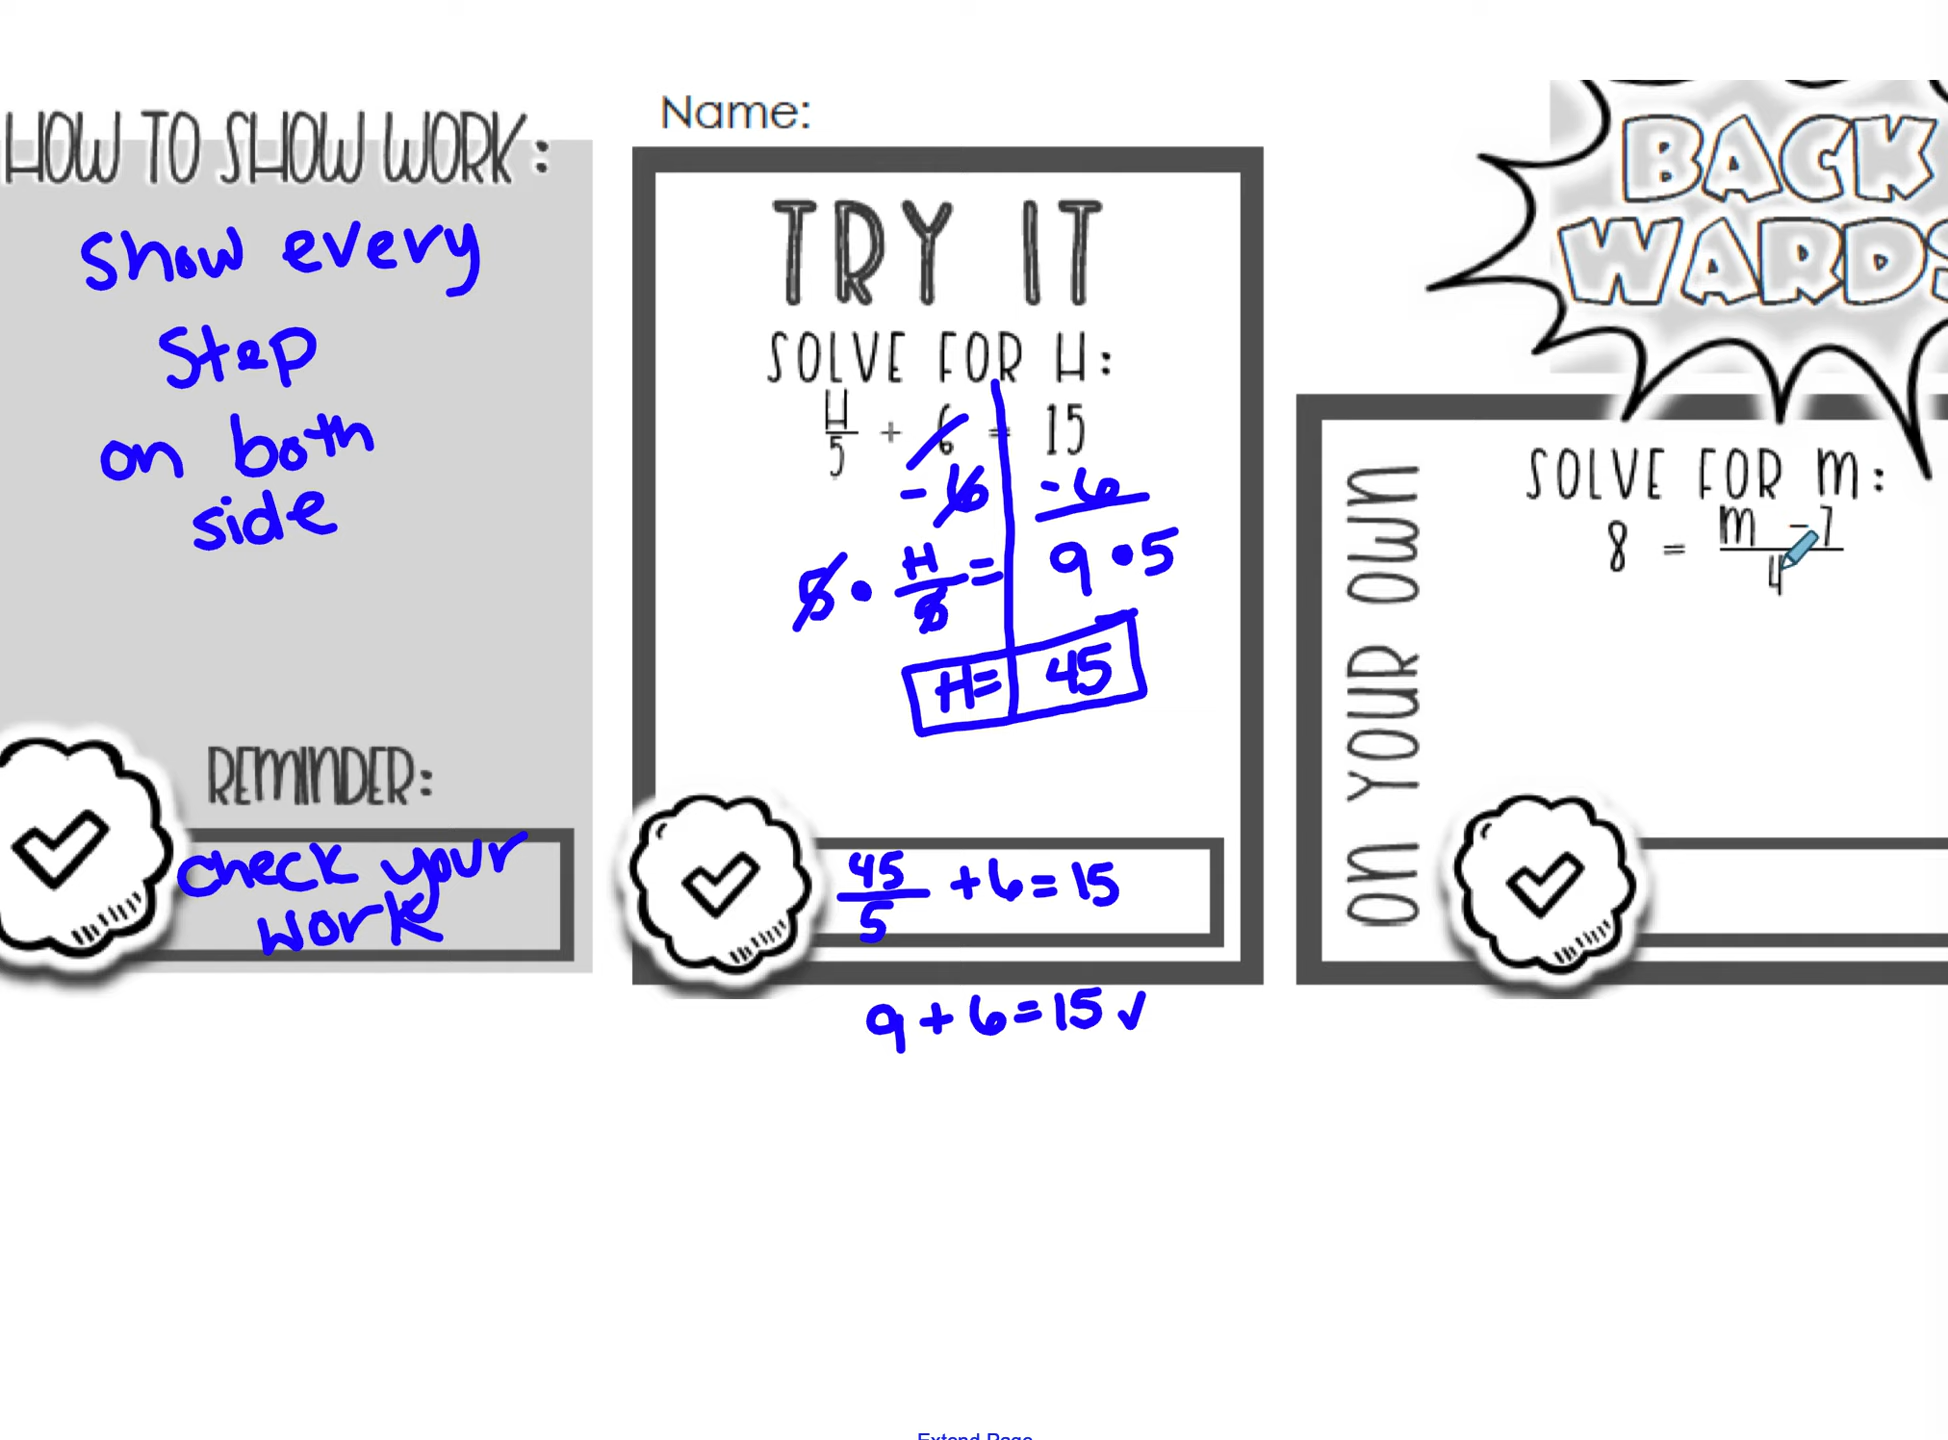 HOW TO SHOW WORK:
Show every
Step
on both
side
REMINDER:
check your
work
Name:
TRY IT
SOLVE FOR H:
H/5 + 6 = 15
- 6 -6
5 • H/5 = 9 • 5
H= 45
45/5 +6=15
9+6=15✓
BACK
WARDS
ON YOUR OWN
SOLVE FOR M:
8 = M -7/4
Extend Page